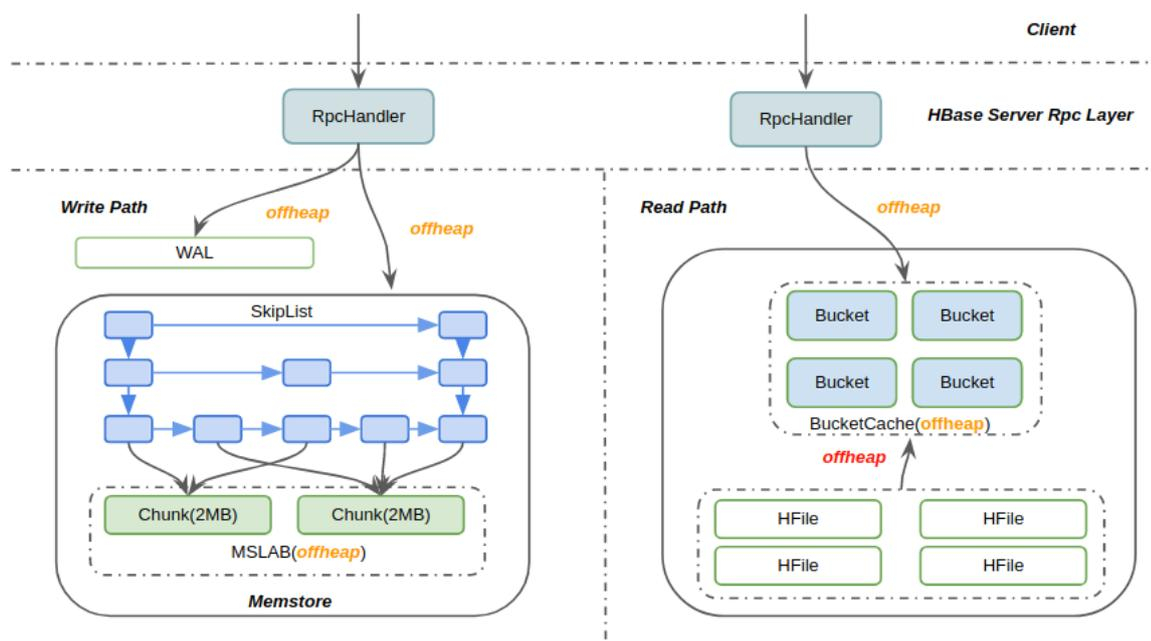 Client
RpcHandler
RpcHandler
HBase Server Rpc Layer
Write Path
offheap
offheap
WAL
SkipList
Chunk(2MB)
Chunk(2MB)
MSLAB(offheap)
Memstore
Read Path
offheap
Bucket
Bucket
Bucket
Bucket
BucketCache(offheap)
offheap
HFile
HFile
HFile
HFile